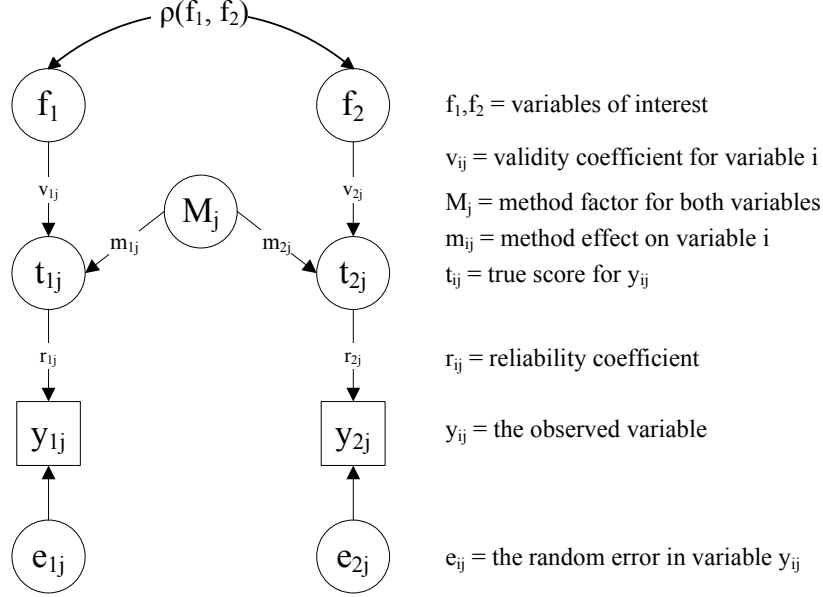 ρ(f₁, f₂)
f₁
f₂
f₁,f₂ = variables of interest
v₁ⱼ
v₂ⱼ
vᵢⱼ = validity coefficient for variable i
Mⱼ
Mⱼ = method factor for both variables
m₁ⱼ
m₂ⱼ
mᵢⱼ = method effect on variable i
t₁ⱼ
t₂ⱼ
tᵢⱼ = true score for yᵢⱼ
r₁ⱼ
r₂ⱼ
rᵢⱼ = reliability coefficient
y₁ⱼ
y₂ⱼ
yᵢⱼ = the observed variable
e₁ⱼ
e₂ⱼ
eᵢⱼ = the random error in variable yᵢⱼ